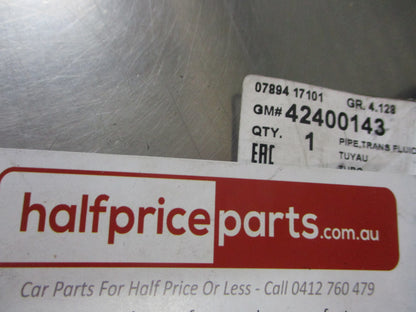 07894 17101 GR. 4.128
GM# 42400143
QTY. 1 PIPE,TRANS FLUID
EAC TUYAU
TUBO
halfpriceparts.com.au
Car Parts For Half Price Or Less - Call 0412 760 479